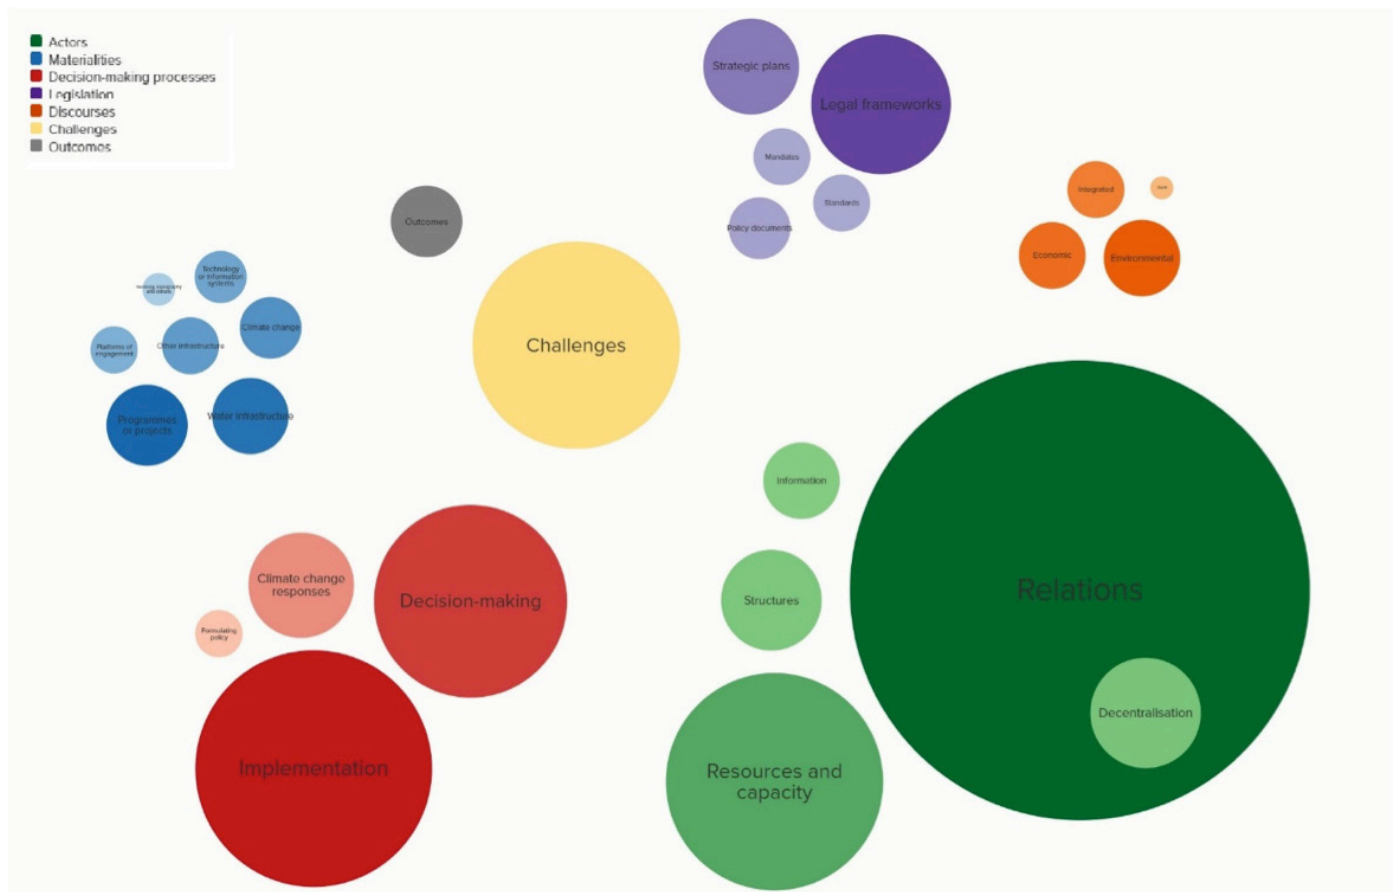 Actors
Materialities
Decision-making processes
Legislation
Discourses
Challenges
Outcomes
Strategic plans
Legal frameworks
Mandates
Standards
Policy documents
Integrated
Economic
Environmental
Outcomes
Challenges
Technology
or information
systems
Climate change
Other infrastructure
Platforms of
engagement
Programmes
or projects
Water infrastructure
Information
Structures
Relations
Decentralisation
Resources and
capacity
Climate change
responses
Decision-making
Formulating
policy
Implementation